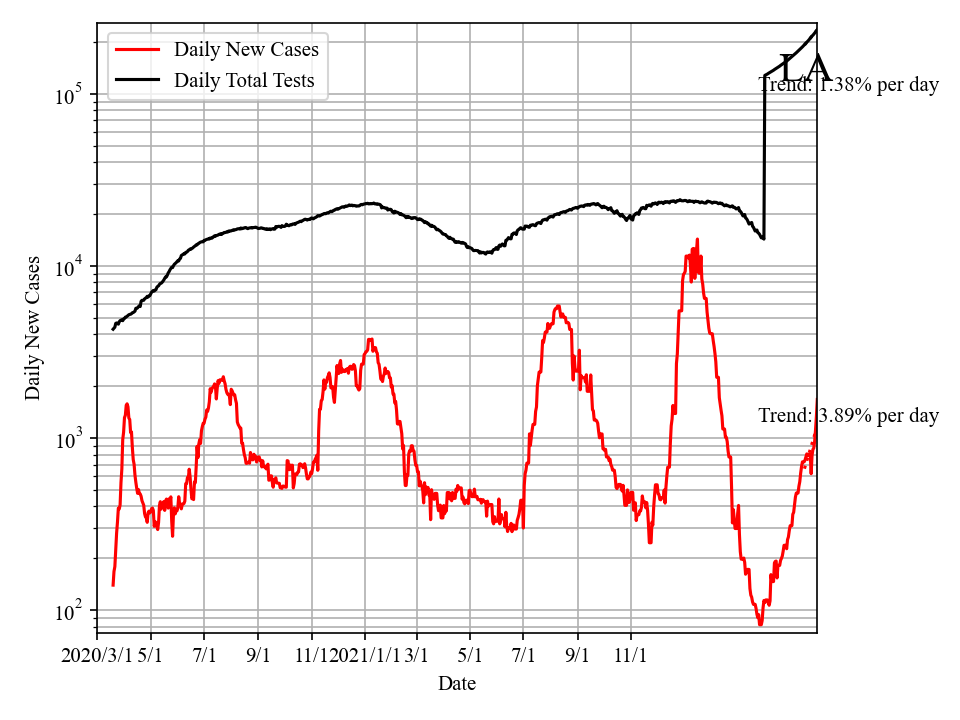 Daily New Cases
Daily Total Tests
LA
Trend: 1.38% per day
Trend: 3.89% per day
10^5
10^4
10^3
10^2
Daily New Cases
2020/3/1 5/1 7/1 9/1 11/1 2021/1/1 3/1 5/1 7/1 9/1 11/1
Date